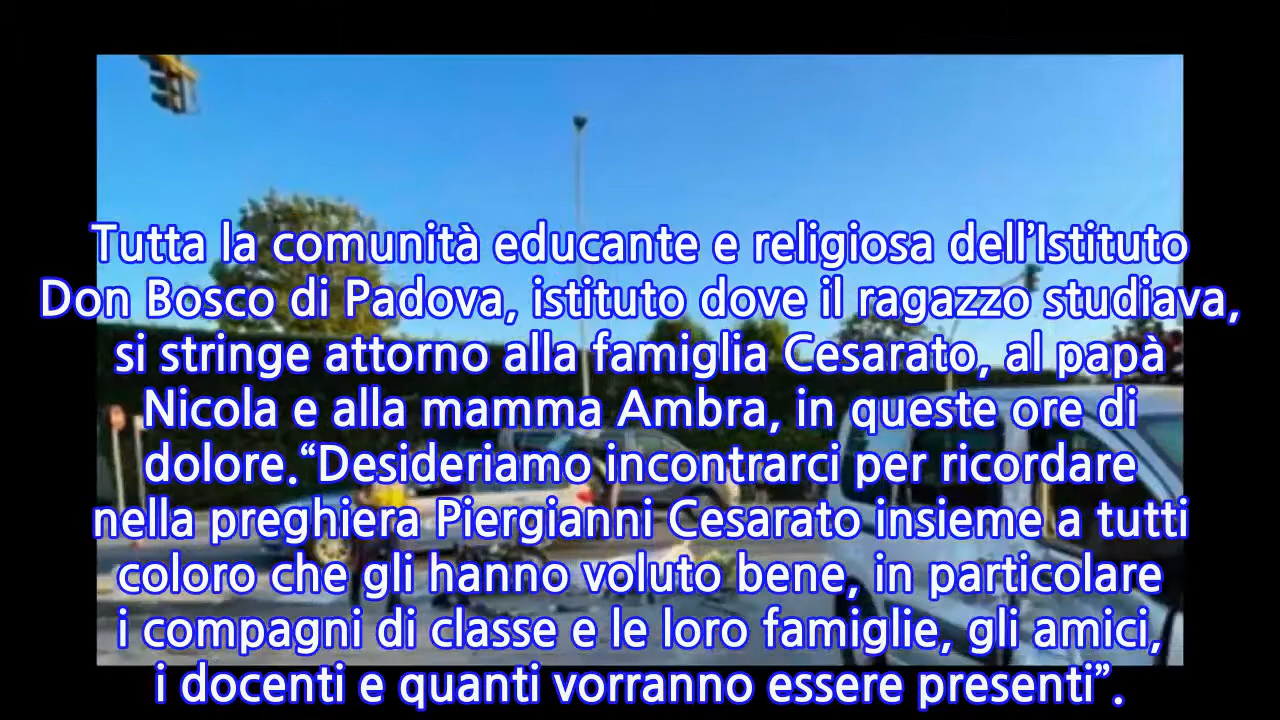 Tutta la comunità educante e religiosa dell’Istituto
Don Bosco di Padova, istituto dove il ragazzo studiava,
si stringe attorno alla famiglia Cesarato, al papà
Nicola e alla mamma Ambra, in queste ore di
dolore.“Desideriamo incontrarci per ricordare
nella preghiera Piergianni Cesarato insieme a tutti
coloro che gli hanno voluto bene, in particolare
i compagni di classe e le loro famiglie, gli amici,
i docenti e quanti vorranno essere presenti”.